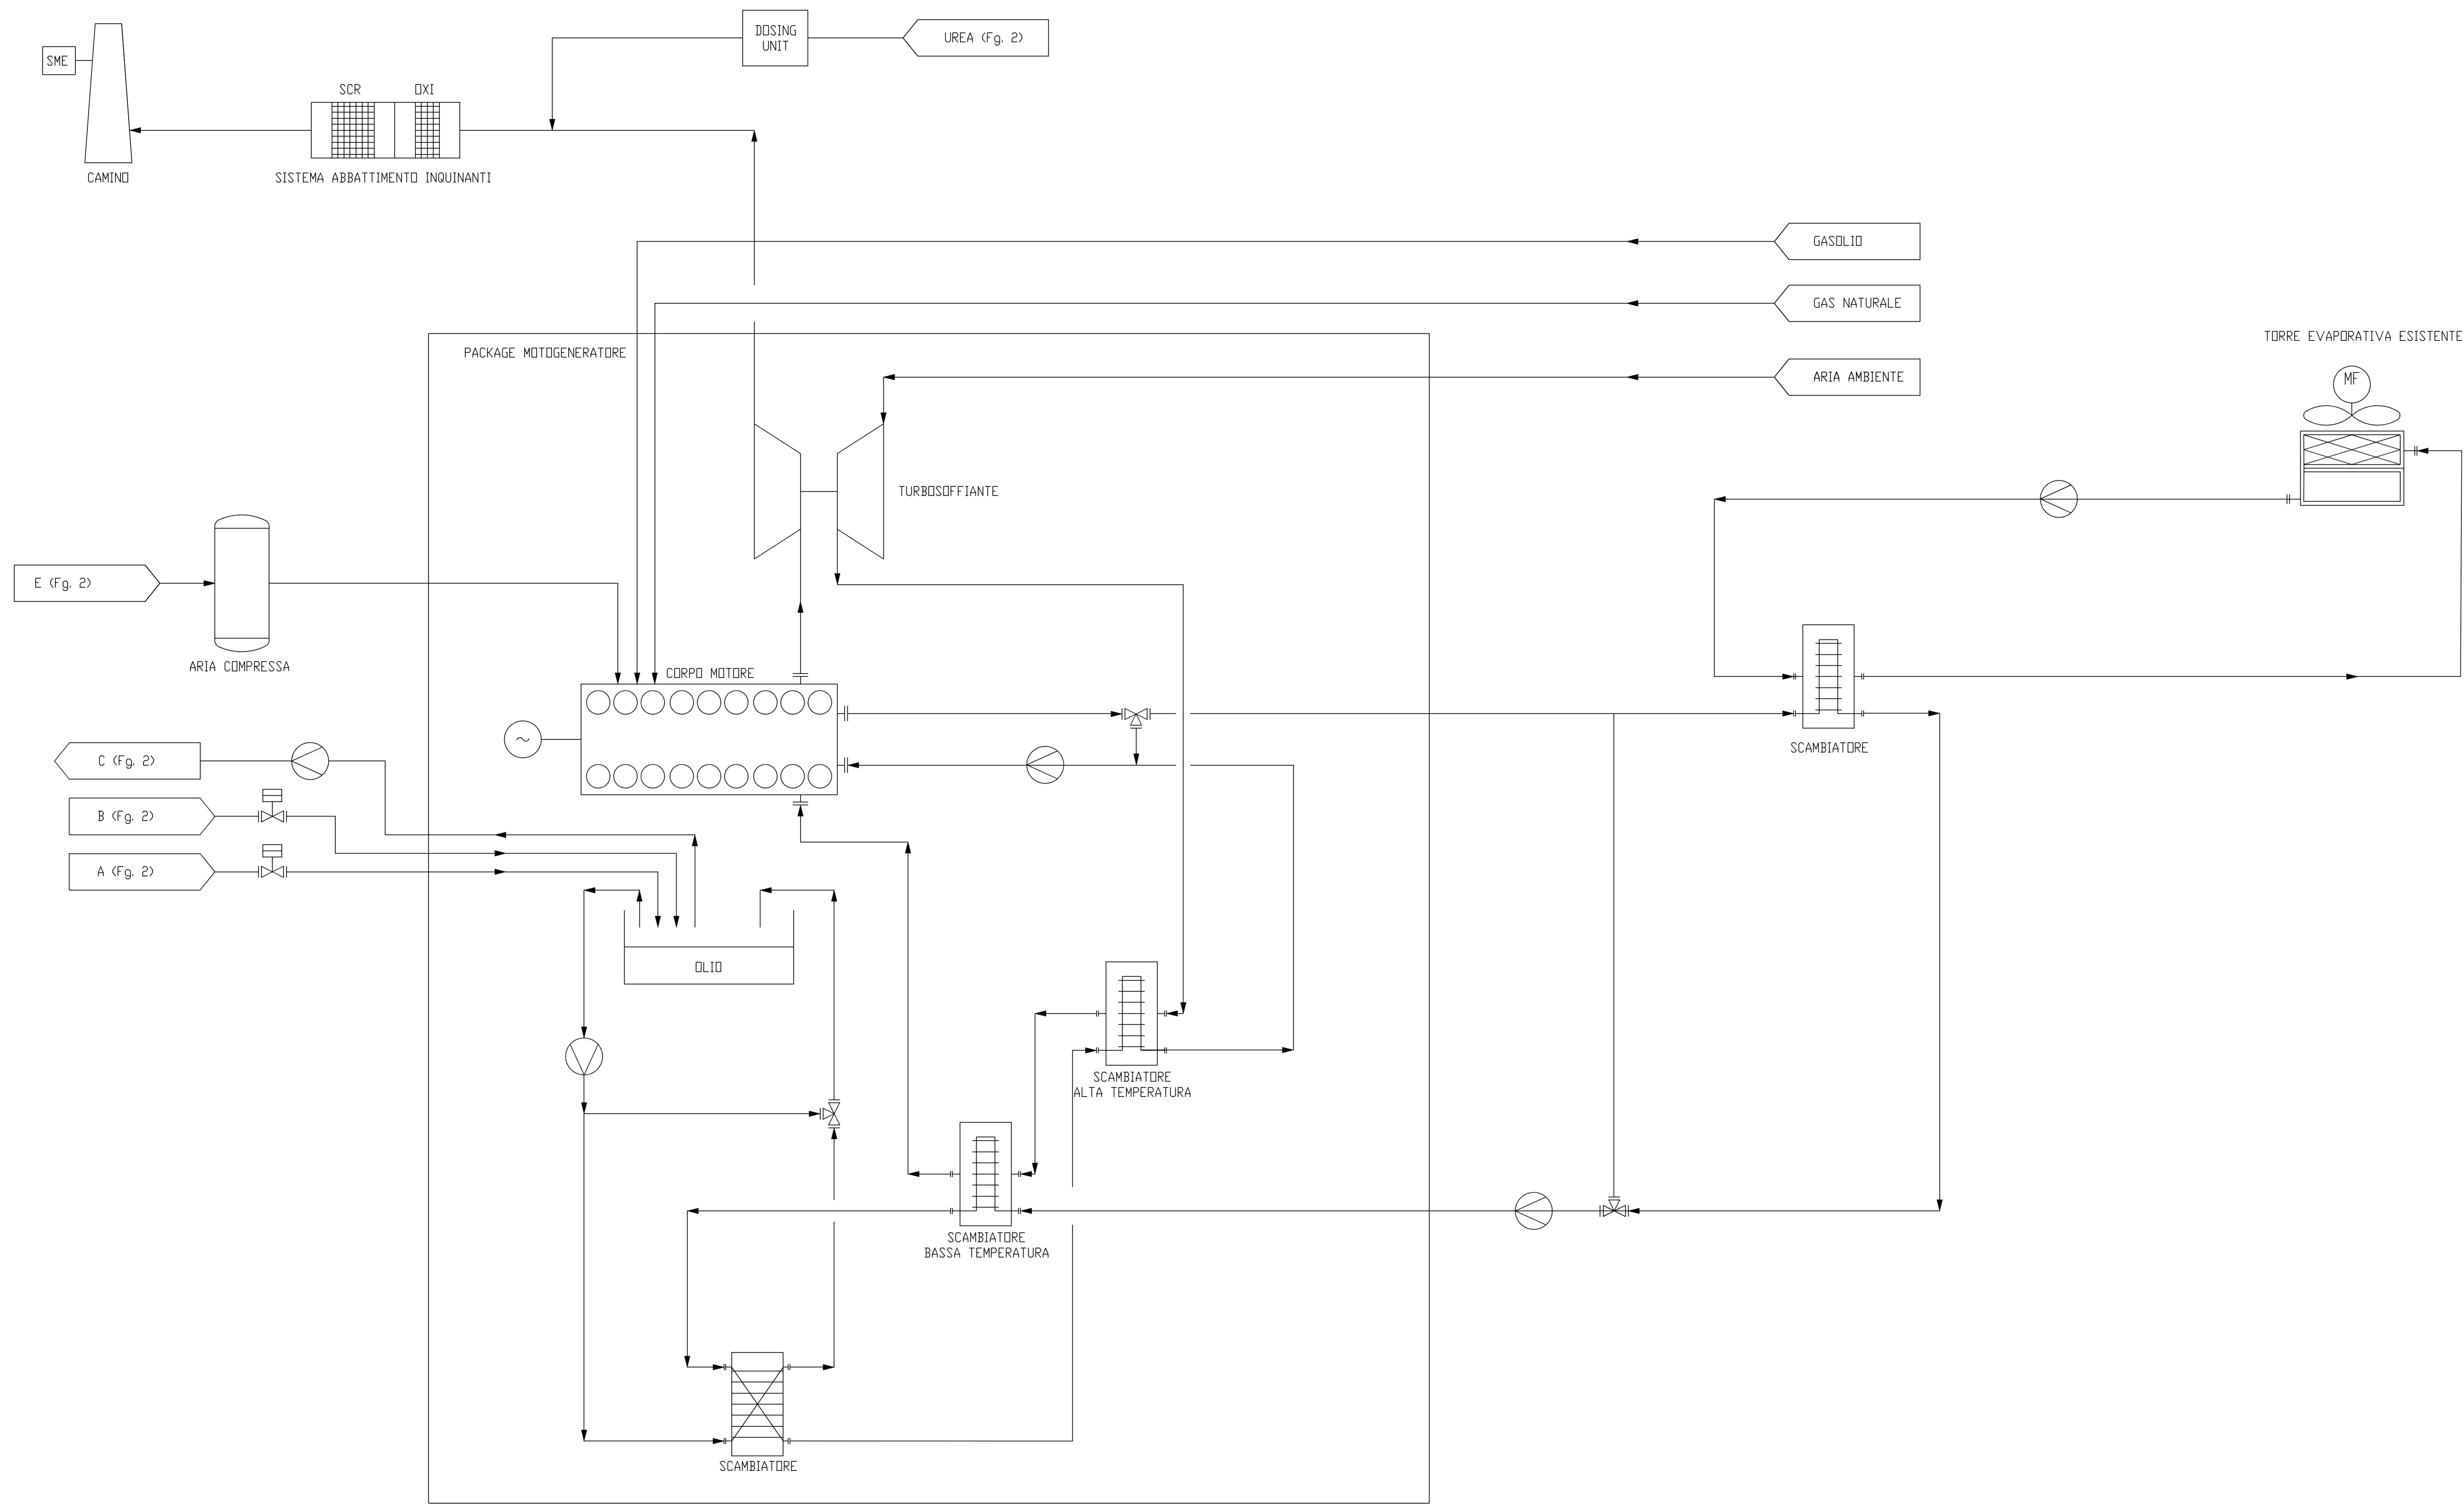 DOSING
UNIT
UREA (Fg. 2)
SME
SCR
OXI
CAMINO
SISTEMA ABBATTIMENTO INQUINANTI
GASOLIO
GAS NATURALE
TORRE EVAPORATIVA ESISTENTE
PACKAGE MOTOGENERATORE
ARIA AMBIENTE
MF
TURBOSOFFIANTE
E (Fg. 2)
ARIA COMPRESSA
CORPO MOTORE
~
SCAMBIATORE
C (Fg. 2)
B (Fg. 2)
A (Fg. 2)
OLIO
SCAMBIATORE
ALTA TEMPERATURA
SCAMBIATORE
BASSA TEMPERATURA
SCAMBIATORE